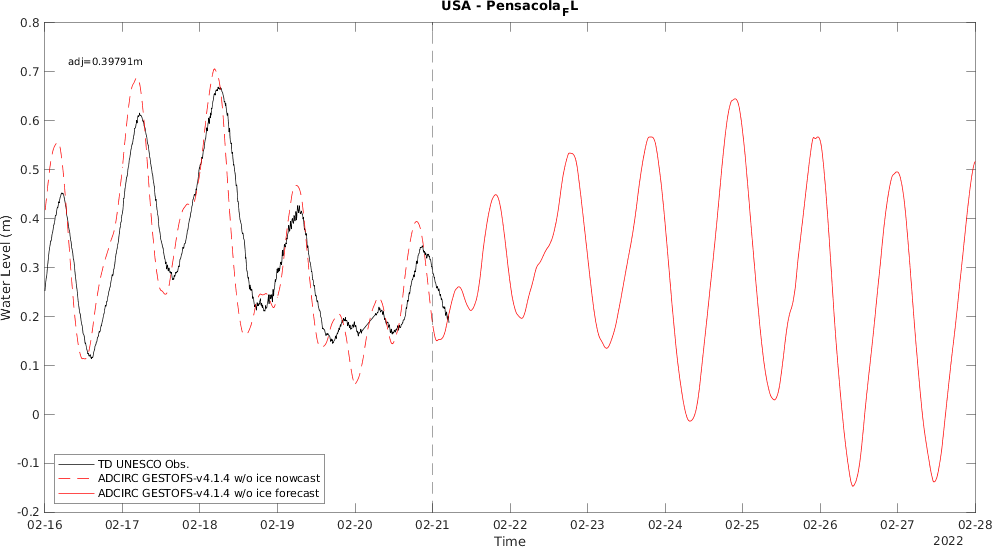 USA - Pensacola_FL
adj=0.39791m
Water Level (m)
0.8
0.7
0.6
0.5
0.4
0.3
0.2
0.1
0
-0.1
-0.2
TD UNESCO Obs.
ADCIRC GESTOFS-v4.1.4 w/o ice nowcast
ADCIRC GESTOFS-v4.1.4 w/o ice forecast
02-16 02-17 02-18 02-19 02-20 02-21 02-22 02-23 02-24 02-25 02-26 02-27 02-28
Time
2022